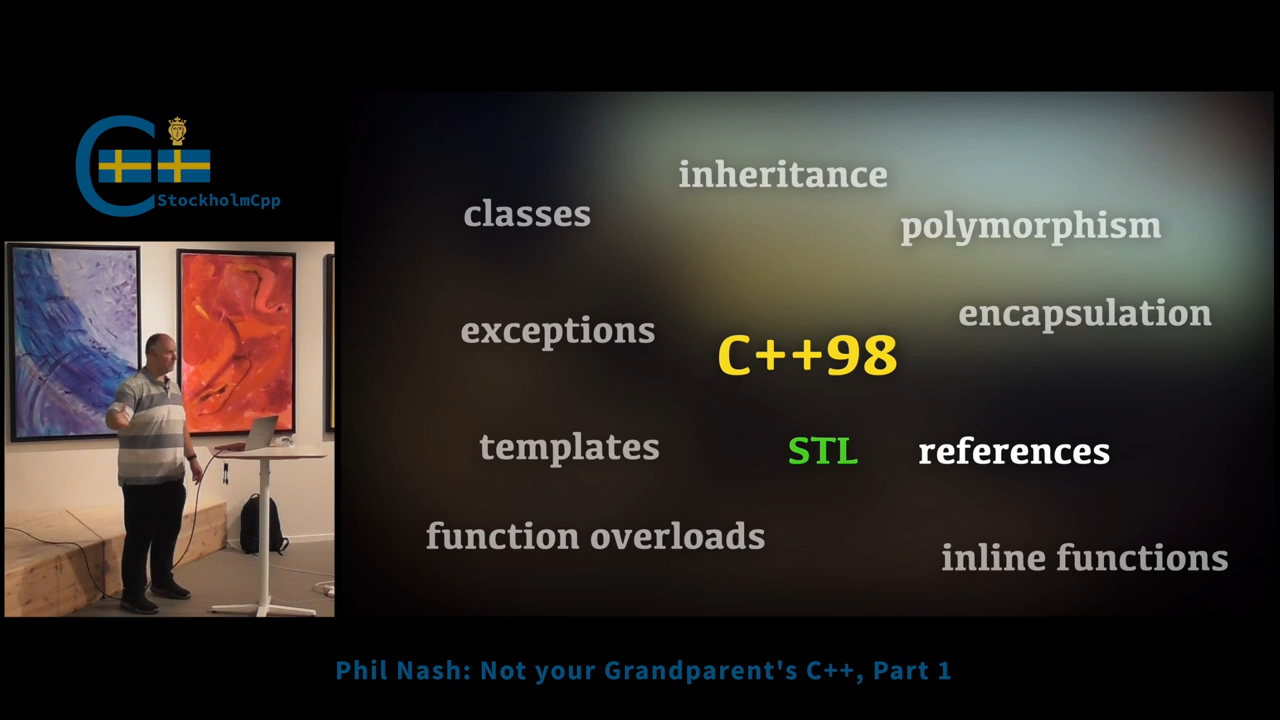 StockholmCpp
inheritance
classes
polymorphism
encapsulation
exceptions
C++98
templates
STL
references
function overloads
inline functions
Phil Nash: Not your Grandparent's C++, Part 1